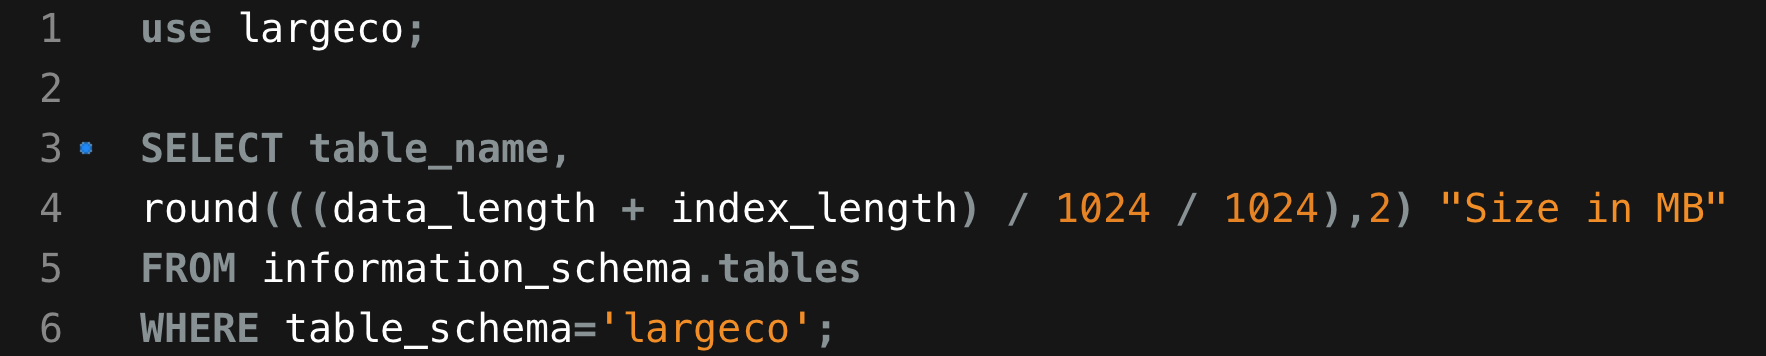 1 use largeco;
2
3 SELECT table_name,
4 round(((data_length + index_length) / 1024 / 1024),2) "Size in MB"
5 FROM information_schema.tables
6 WHERE table_schema='largeco';